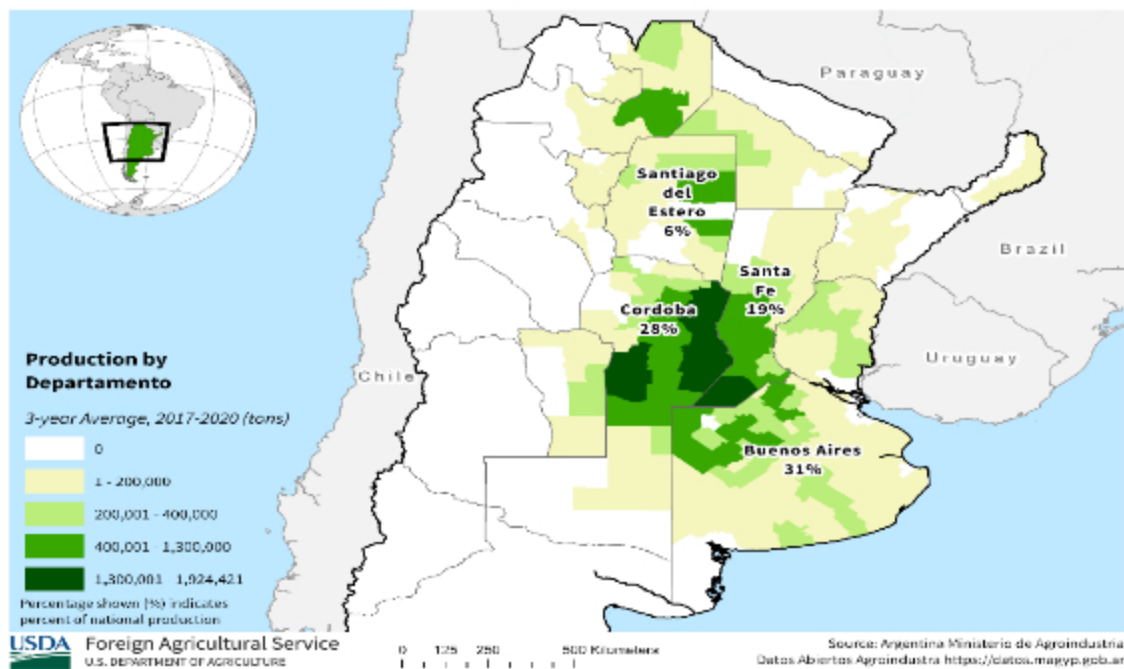 Paraguay
Santiago
del
Estero
6%
Brazil
Santa
Fe
19%
Cordoba
28%
Uruguay
Chile
Buenos Aires
31%
Production by
Departamento
3-year Average, 2017-2020 (tons)
0
1 - 200,000
200,001 - 400,000
400,001 - 1,300,000
1,300,001 - 1,924,421
Percentage shown (%) indicates
percent of national production
USDA
Foreign Agricultural Service
U.S. DEPARTMENT OF AGRICULTURE
0 125 250 500 Kilometers
Source: Argentina Ministerio de Agroindustria
Datos Abiertos Agroindustra https://datos.magyp.gob.ar